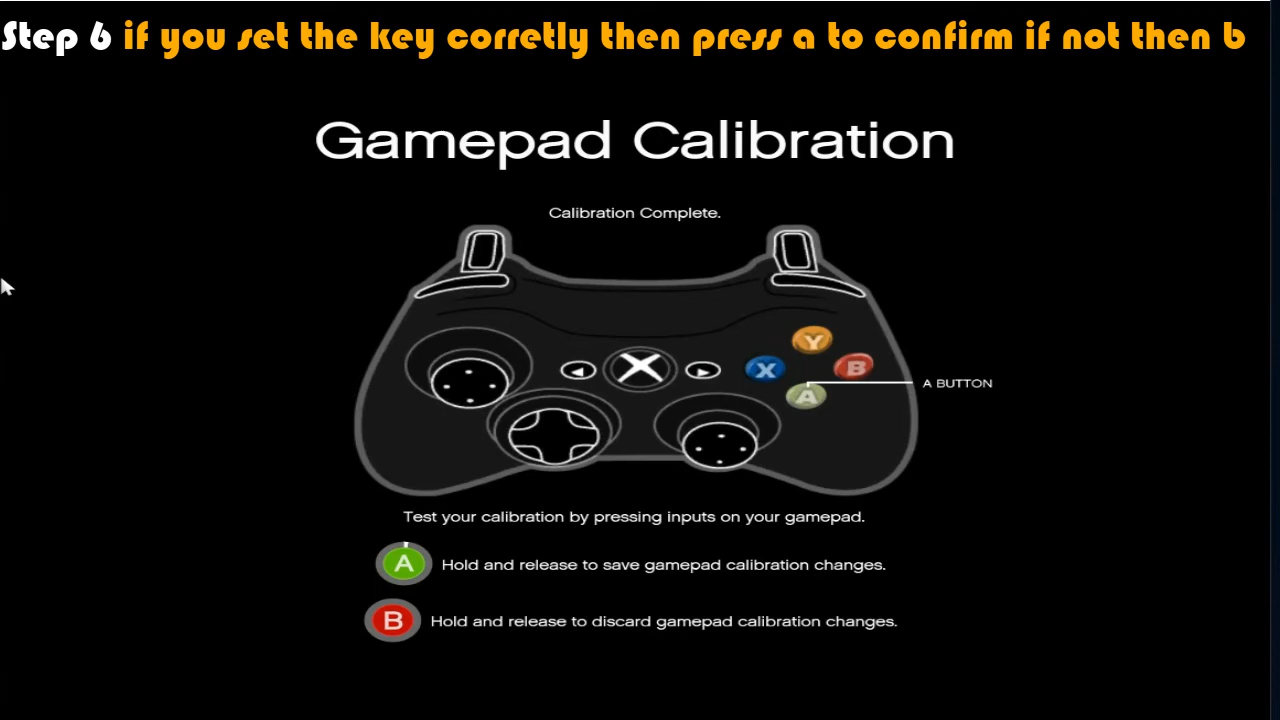 Step 6 if you set the key corretly then press a to confirm if not then b
Gamepad Calibration
Calibration Complete.
Y
X B
A BUTTON
A
Test your calibration by pressing inputs on your gamepad.
A Hold and release to save gamepad calibration changes.
B Hold and release to discard gamepad calibration changes.